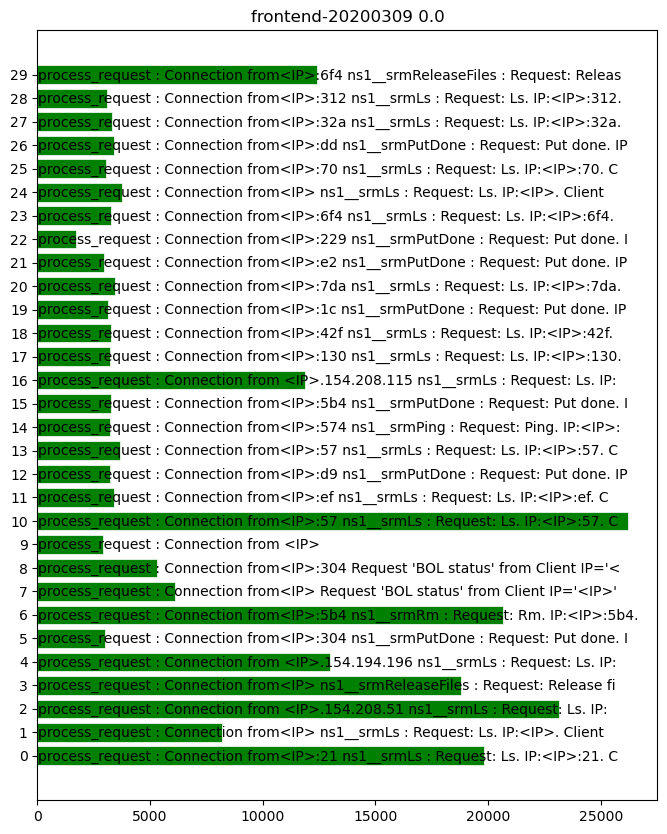 frontend-20200309 0.0
29 process_request : Connection from<IP>:6f4 ns1__srmReleaseFiles : Request: Releas
28 process_request : Connection from<IP>:312 ns1__srmLs : Request: Ls. IP:<IP>:312.
27 process_request : Connection from<IP>:32a ns1__srmLs : Request: Ls. IP:<IP>:32a.
26 process_request : Connection from<IP>:dd ns1__srmPutDone : Request: Put done. IP
25 process_request : Connection from<IP>:70 ns1__srmLs : Request: Ls. IP:<IP>:70. C
24 process_request : Connection from<IP> ns1__srmLs : Request: Ls. IP:<IP>. Client
23 process_request : Connection from<IP>:6f4 ns1__srmLs : Request: Ls. IP:<IP>:6f4.
22 process_request : Connection from<IP>:229 ns1__srmPutDone : Request: Put done. I
21 process_request : Connection from<IP>:e2 ns1__srmPutDone : Request: Put done. IP
20 process_request : Connection from<IP>:7da ns1__srmLs : Request: Ls. IP:<IP>:7da.
19 process_request : Connection from<IP>:1c ns1__srmPutDone : Request: Put done. IP
18 process_request : Connection from<IP>:42f ns1__srmLs : Request: Ls. IP:<IP>:42f.
17 process_request : Connection from<IP>:130 ns1__srmLs : Request: Ls. IP:<IP>:130.
16 process_request : Connection from <IP>.154.208.115 ns1__srmLs : Request: Ls. IP:
15 process_request : Connection from<IP>:5b4 ns1__srmPutDone : Request: Put done. I
14 process_request : Connection from<IP>:574 ns1__srmPing : Request: Ping. IP:<IP>:
13 process_request : Connection from<IP>:57 ns1__srmLs : Request: Ls. IP:<IP>:57. C
12 process_request : Connection from<IP>:d9 ns1__srmPutDone : Request: Put done. IP
11 process_request : Connection from<IP>:ef ns1__srmLs : Request: Ls. IP:<IP>:ef. C
10 process_request : Connection from<IP>:57 ns1__srmLs : Request: Ls. IP:<IP>:57. C
9 process_request : Connection from <IP>
8 process_request : Connection from<IP>:304 Request 'BOL status' from Client IP='<
7 process_request : Connection from<IP> Request 'BOL status' from Client IP='<IP>'
6 process_request : Connection from<IP>:5b4 ns1__srmRm : Request: Rm. IP:<IP>:5b4.
5 process_request : Connection from<IP>:304 ns1__srmPutDone : Request: Put done. I
4 process_request : Connection from <IP>.154.194.196 ns1__srmLs : Request: Ls. IP:
3 process_request : Connection from<IP> ns1__srmReleaseFiles : Request: Release fi
2 process_request : Connection from <IP>.154.208.51 ns1__srmLs : Request: Ls. IP:
1 process_request : Connection from<IP> ns1__srmLs : Request: Ls. IP:<IP>. Client
0 process_request : Connection from<IP>:21 ns1__srmLs : Request: Ls. IP:<IP>:21. C
0 5000 10000 15000 20000 25000